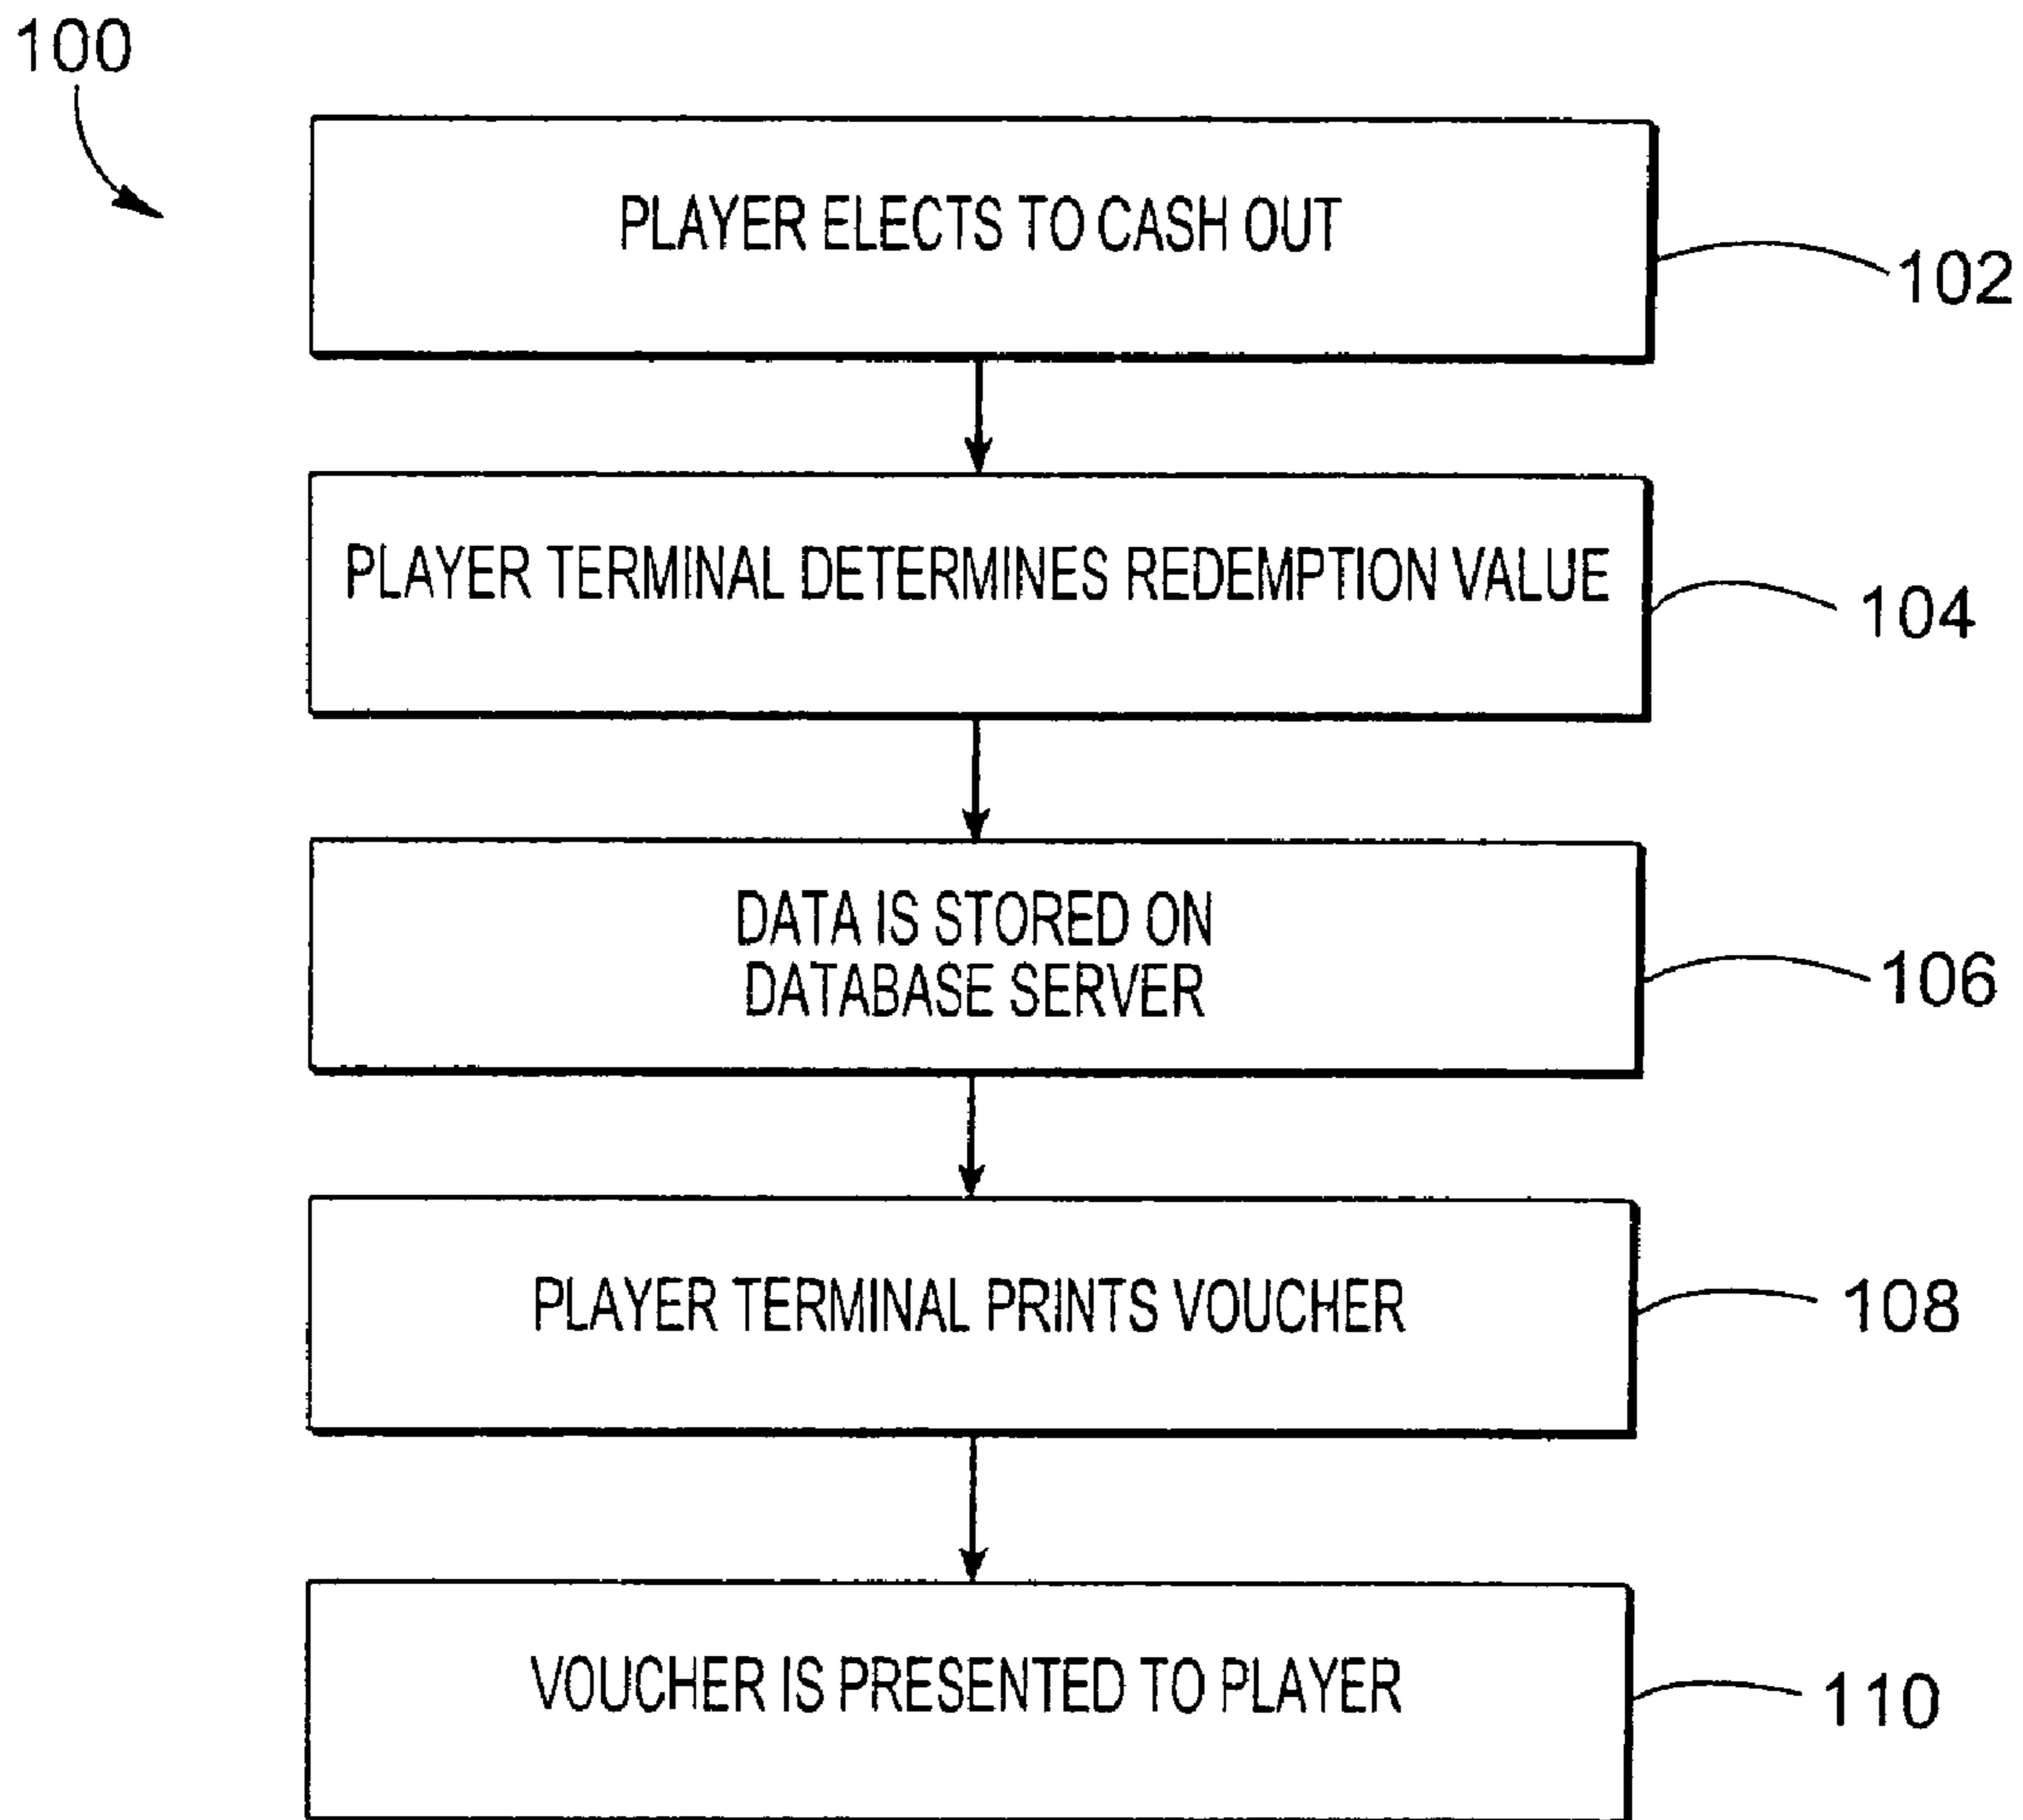 100
PLAYER ELECTS TO CASH OUT
102
PLAYER TERMINAL DETERMINES REDEMPTION VALUE
104
DATA IS STORED ON
DATABASE SERVER
106
PLAYER TERMINAL PRINTS VOUCHER
108
VOUCHER IS PRESENTED TO PLAYER
110